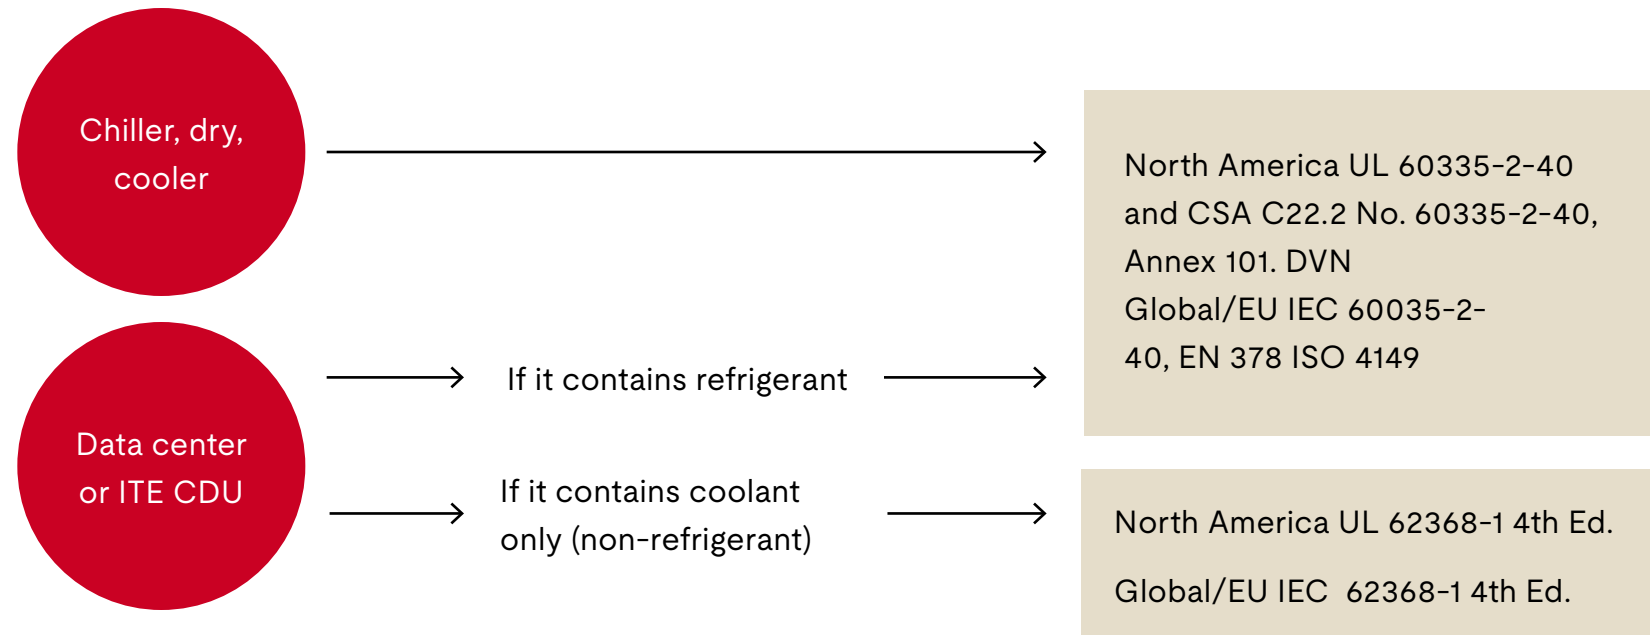 Chiller, dry,
cooler
North America UL 60335-2-40
and CSA C22.2 No. 60335-2-40,
Annex 101. DVN
Global/EU IEC 60035-2-
40, EN 378 ISO 4149
Data center
or ITE CDU
If it contains refrigerant
If it contains coolant
only (non-refrigerant)
North America UL 62368-1 4th Ed.
Global/EU IEC 62368-1 4th Ed.